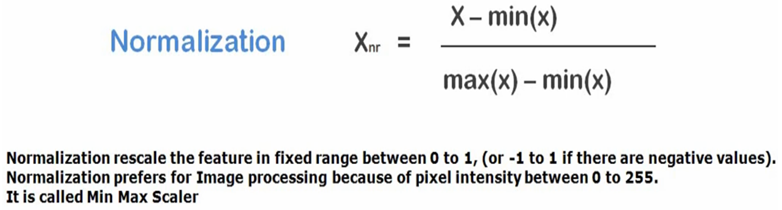 Normalization Xnr = X – min(x)
max(x) – min(x)
Normalization rescale the feature in fixed range between 0 to 1, (or -1 to 1 if there are negative values).
Normalization prefers for Image processing because of pixel intensity between 0 to 255.
It is called Min Max Scaler